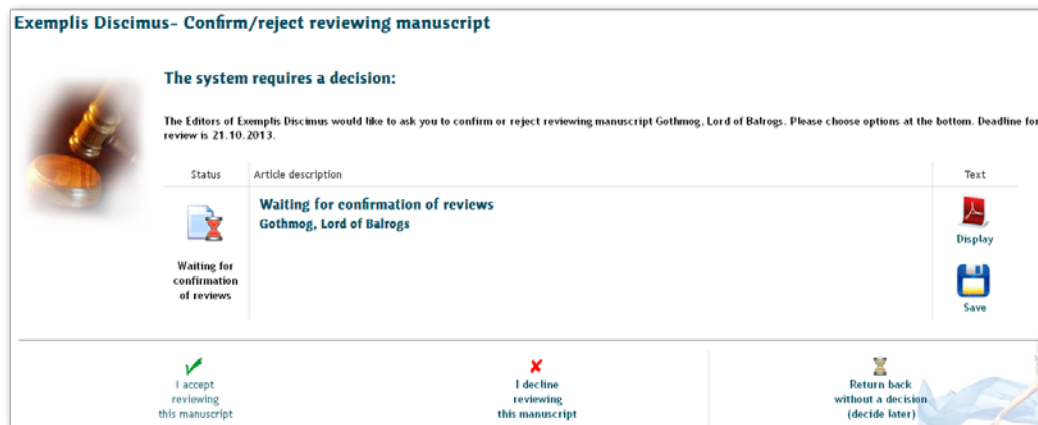 Exemplis Discimus- Confirm/reject reviewing manuscript
The system requires a decision:
The Editors of Exemplis Discimus would like to ask you to confirm or reject reviewing manuscript Gothmog, Lord of Balrogs. Please choose options at the bottom. Deadline for
review is 21.10.2013.
Status Article description Text
Waiting for confirmation of reviews
Gothmog, Lord of Balrogs
Display
Waiting for
confirmation
of reviews
Save
I accept
reviewing
this manuscript
I decline
reviewing
this manuscript
Return back
without a decision
(decide later)